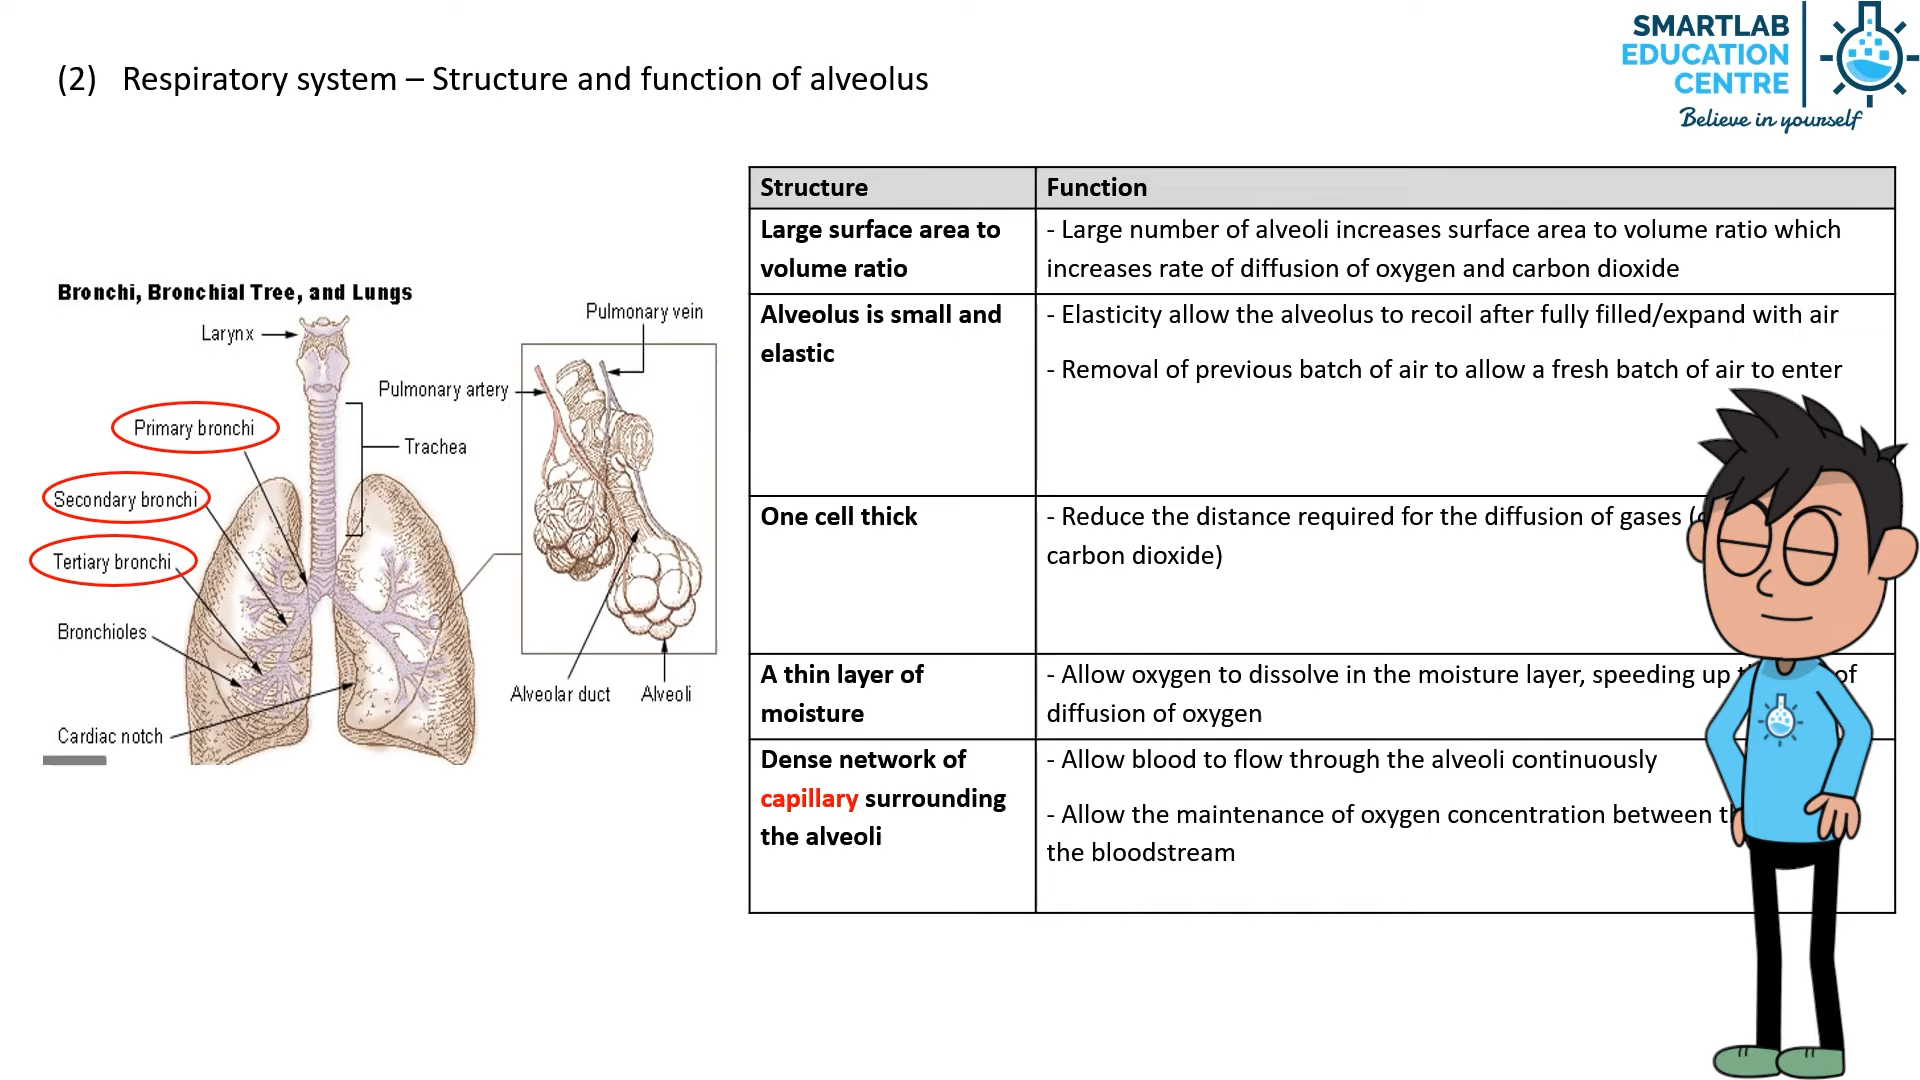 (2) Respiratory system – Structure and function of alveolus
SMARTLAB
EDUCATION
CENTRE
Believe in yourself
Bronchi, Bronchial Tree, and Lungs
Larynx
Pulmonary vein
Pulmonary artery
Primary bronchi
Trachea
Secondary bronchi
Tertiary bronchi
Bronchioles
Alveolar duct
Alveoli
Cardiac notch
Structure
Function
Large surface area to
volume ratio
- Large number of alveoli increases surface area to volume ratio which
increases rate of diffusion of oxygen and carbon dioxide
Alveolus is small and
elastic
- Elasticity allow the alveolus to recoil after fully filled/expand with air
- Removal of previous batch of air to allow a fresh batch of air to enter
One cell thick
- Reduce the distance required for the diffusion of gases
carbon dioxide)
A thin layer of
moisture
- Allow oxygen to dissolve in the moisture layer, speeding up of
diffusion of oxygen
Dense network of
capillary surrounding
the alveoli
- Allow blood to flow through the alveoli continuously
- Allow the maintenance of oxygen concentration between
the bloodstream